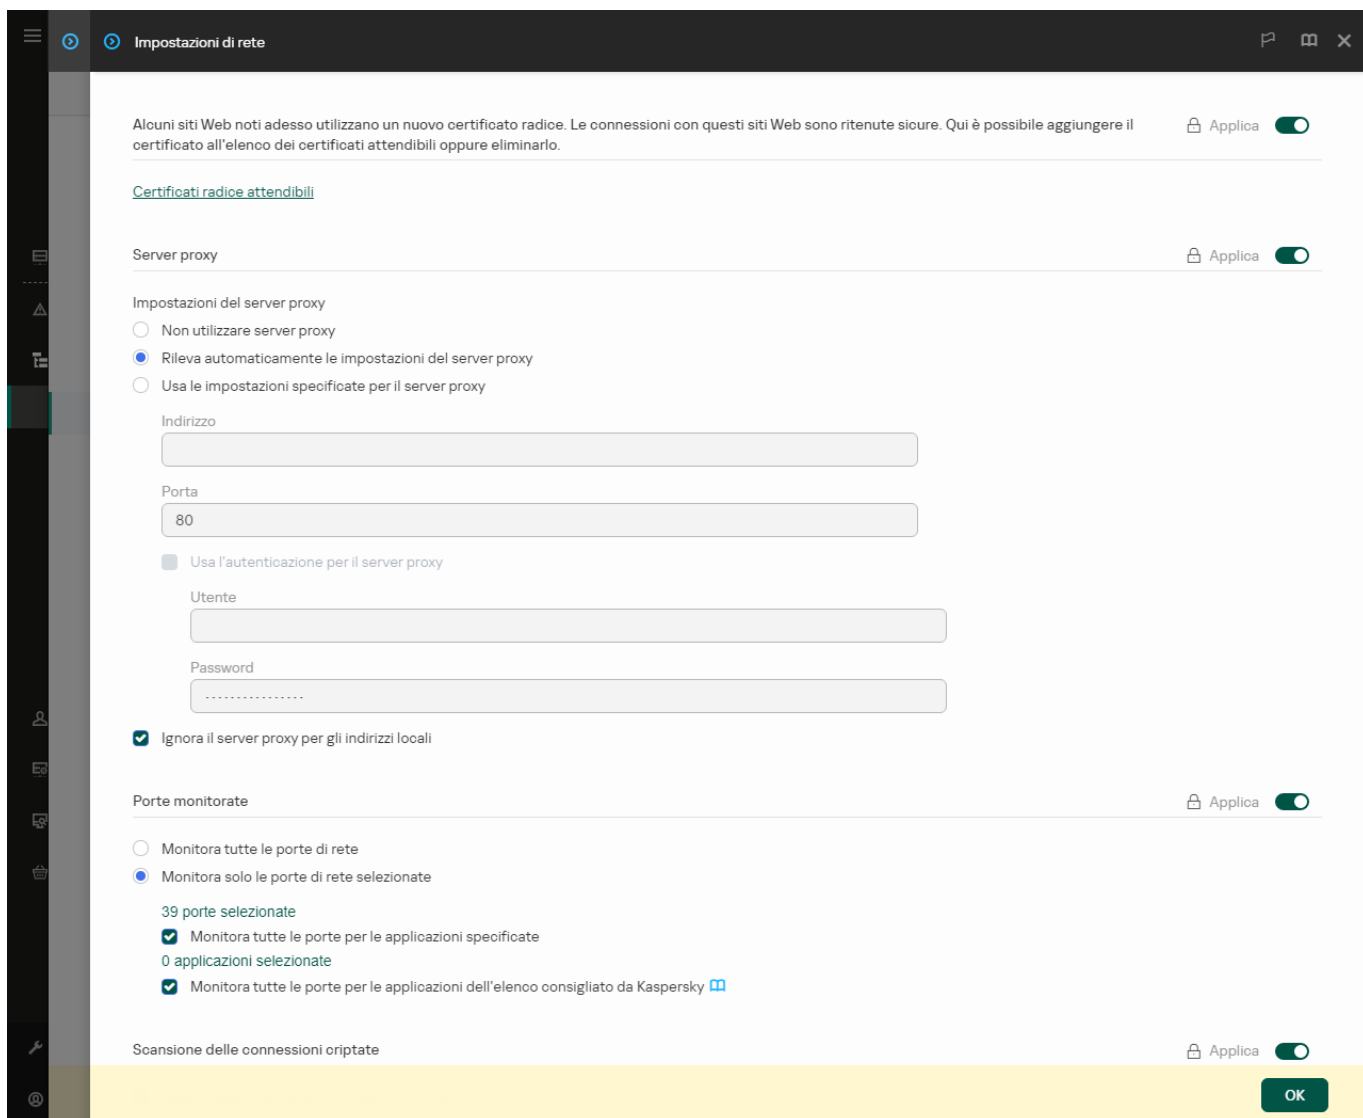 Impostazioni di rete
Alcuni siti Web noti adesso utilizzano un nuovo certificato radice. Le connessioni con questi siti Web sono ritenute sicure. Qui è possibile aggiungere il
certificato all'elenco dei certificati attendibili oppure eliminarlo.
Applica
Certificati radice attendibili
Server proxy
Applica
Impostazioni del server proxy
Non utilizzare server proxy
Rileva automaticamente le impostazioni del server proxy
Usa le impostazioni specificate per il server proxy
Indirizzo
Porta
80
Usa l'autenticazione per il server proxy
Utente
Password
................
Ignora il server proxy per gli indirizzi locali
Porte monitorate
Applica
Monitora tutte le porte di rete
Monitora solo le porte di rete selezionate
39 porte selezionate
Monitora tutte le porte per le applicazioni specificate
0 applicazioni selezionate
Monitora tutte le porte per le applicazioni dell'elenco consigliato da Kaspersky
Scansione delle connessioni criptate
Applica
OK